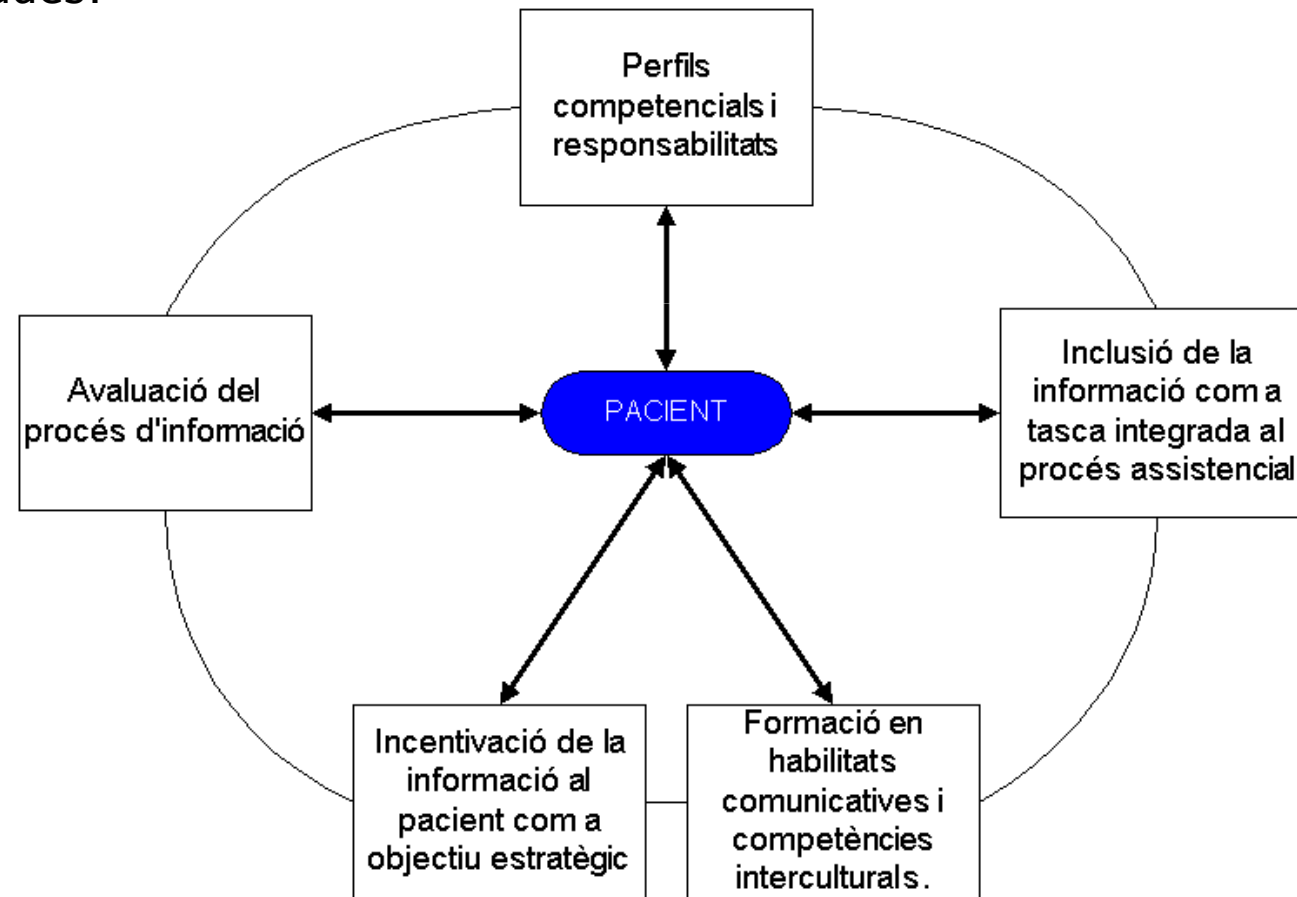 Perfils
competencials i
responsabilitats
Avaluació del
procés d'informació
PACIENT
Inclusió de la
informació com a
tasca integrada al
procés assistencial
Incentivació de la
informació al
pacient com a
objectiu estratègic
Formació en
habilitats
comunicatives i
competències
interculturals.